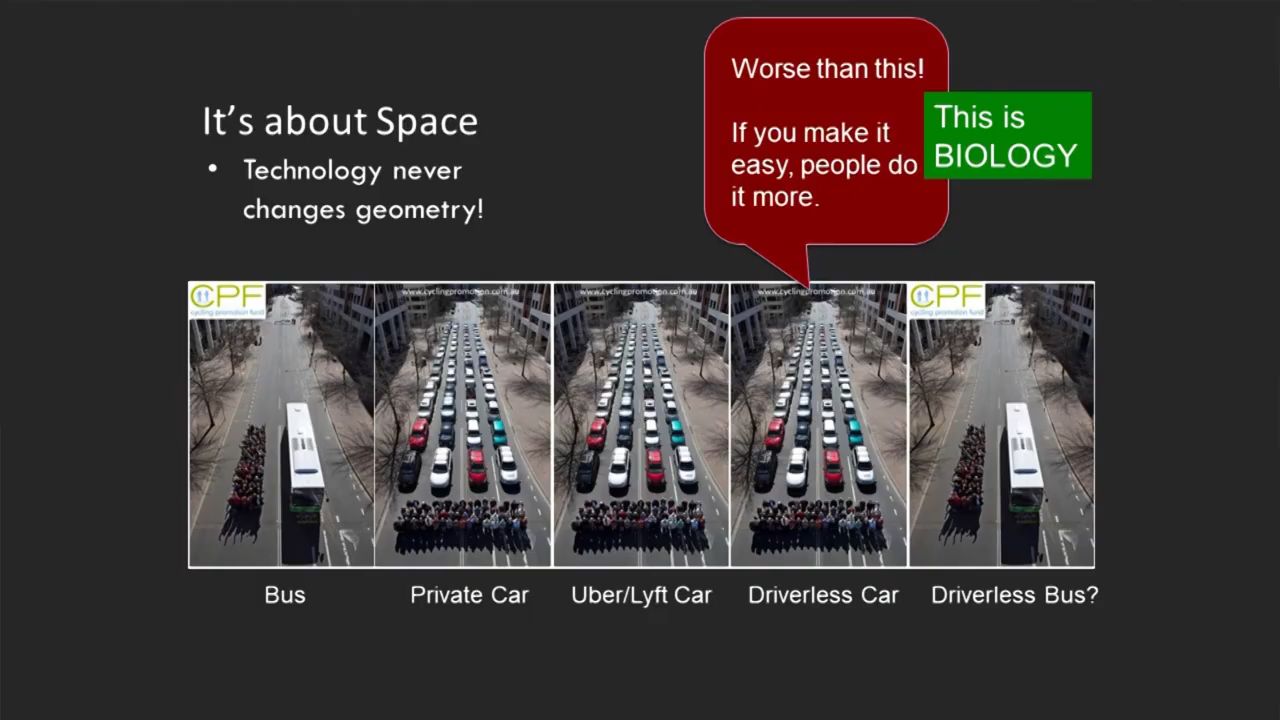 It's about Space
• Technology never
changes geometry!
Worse than this!
If you make it
easy, people do
it more.
This is
BIOLOGY
CPF
cycling promotion fund
www.cyclingpromotion.com.au
www.cyclingpromotion.com.au
www.cyclingpromotion.com.au
CPF
cycling promotion fund
Bus
Private Car
Uber/Lyft Car
Driverless Car
Driverless Bus?